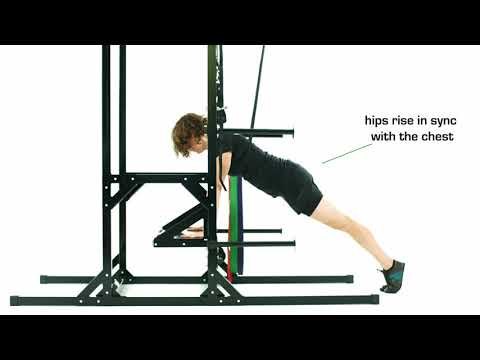 hips rise in sync
with the chest